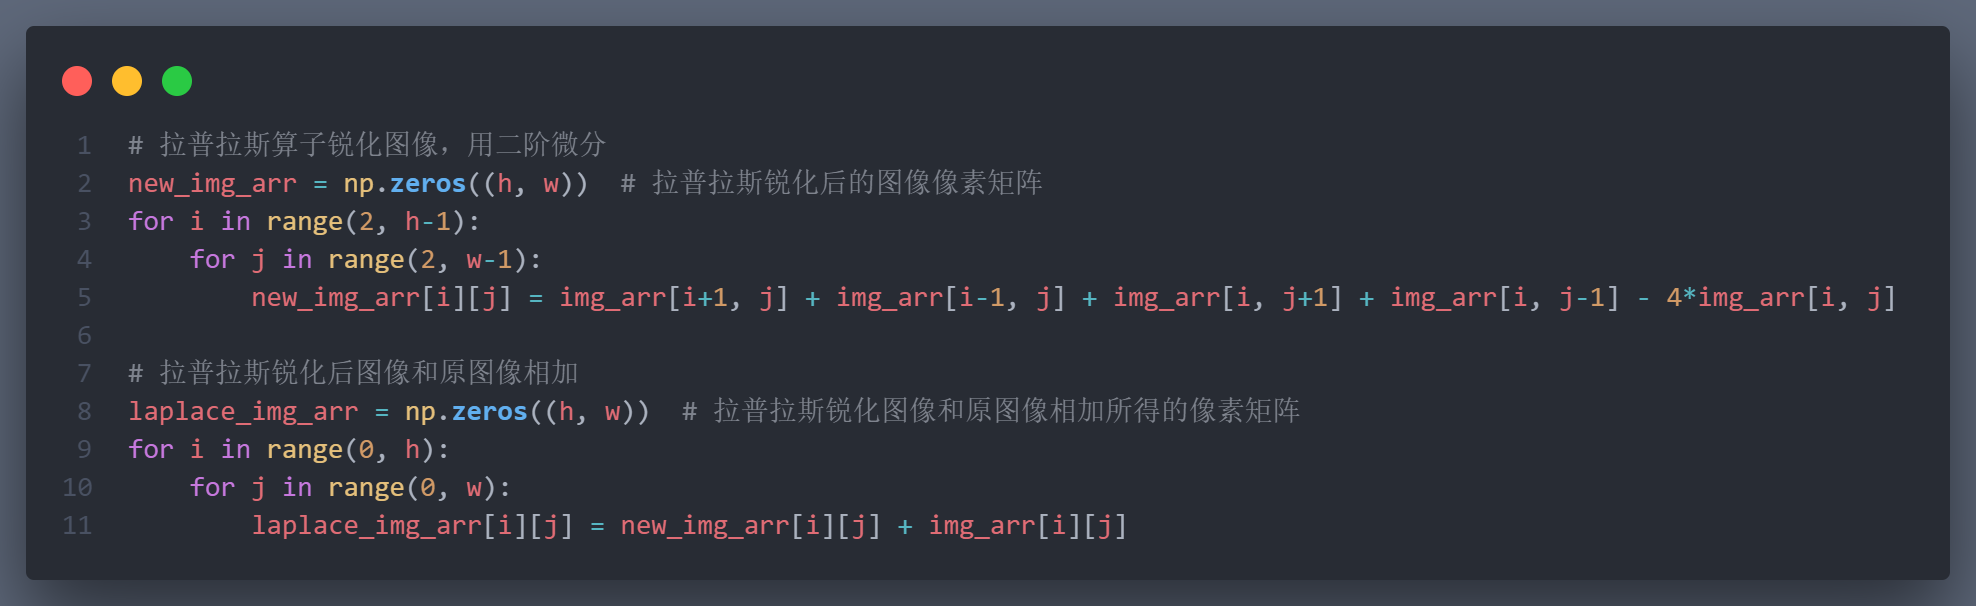 1 # 拉普拉斯算子锐化图像，用二阶微分
2 new_img_arr = np.zeros((h, w))  # 拉普拉斯锐化后的图像像素矩阵
3 for i in range(2, h-1):
4     for j in range(2, w-1):
5         new_img_arr[i][j] = img_arr[i+1, j] + img_arr[i-1, j] + img_arr[i, j+1] + img_arr[i, j-1] - 4*img_arr[i, j]
6
7 # 拉普拉斯锐化后图像和原图像相加
8 laplace_img_arr = np.zeros((h, w))  # 拉普拉斯锐化图像和原图像相加所得的像素矩阵
9 for i in range(0, h):
10     for j in range(0, w):
11         laplace_img_arr[i][j] = new_img_arr[i][j] + img_arr[i][j]